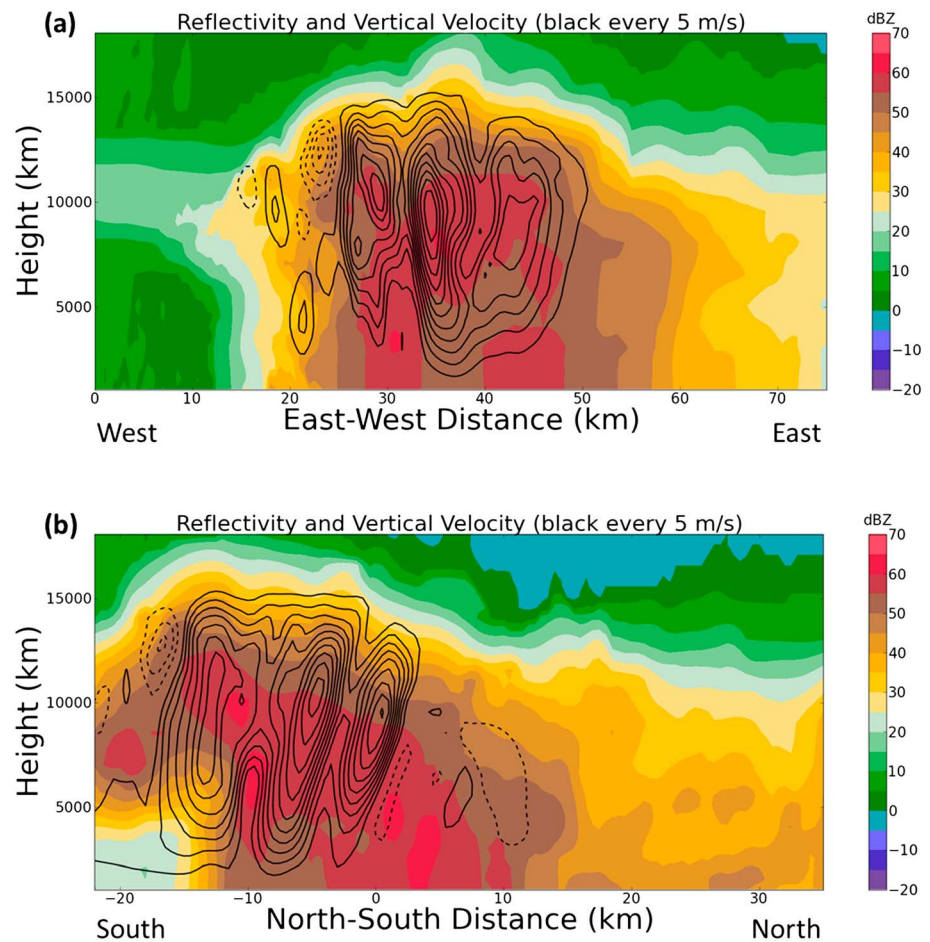 (a)
Reflectivity and Vertical Velocity (black every 5 m/s)
dBZ
Height (km)
15000
10000
5000
0 10 20 30 40 50 60 70
East-West Distance (km)
West
East
70
60
50
40
30
20
10
0
−10
−20
(b)
Reflectivity and Vertical Velocity (black every 5 m/s)
dBZ
Height (km)
15000
10000
5000
−20 −10 0 10 20 30
North-South Distance (km)
South
North
70
60
50
40
30
20
10
0
−10
−20